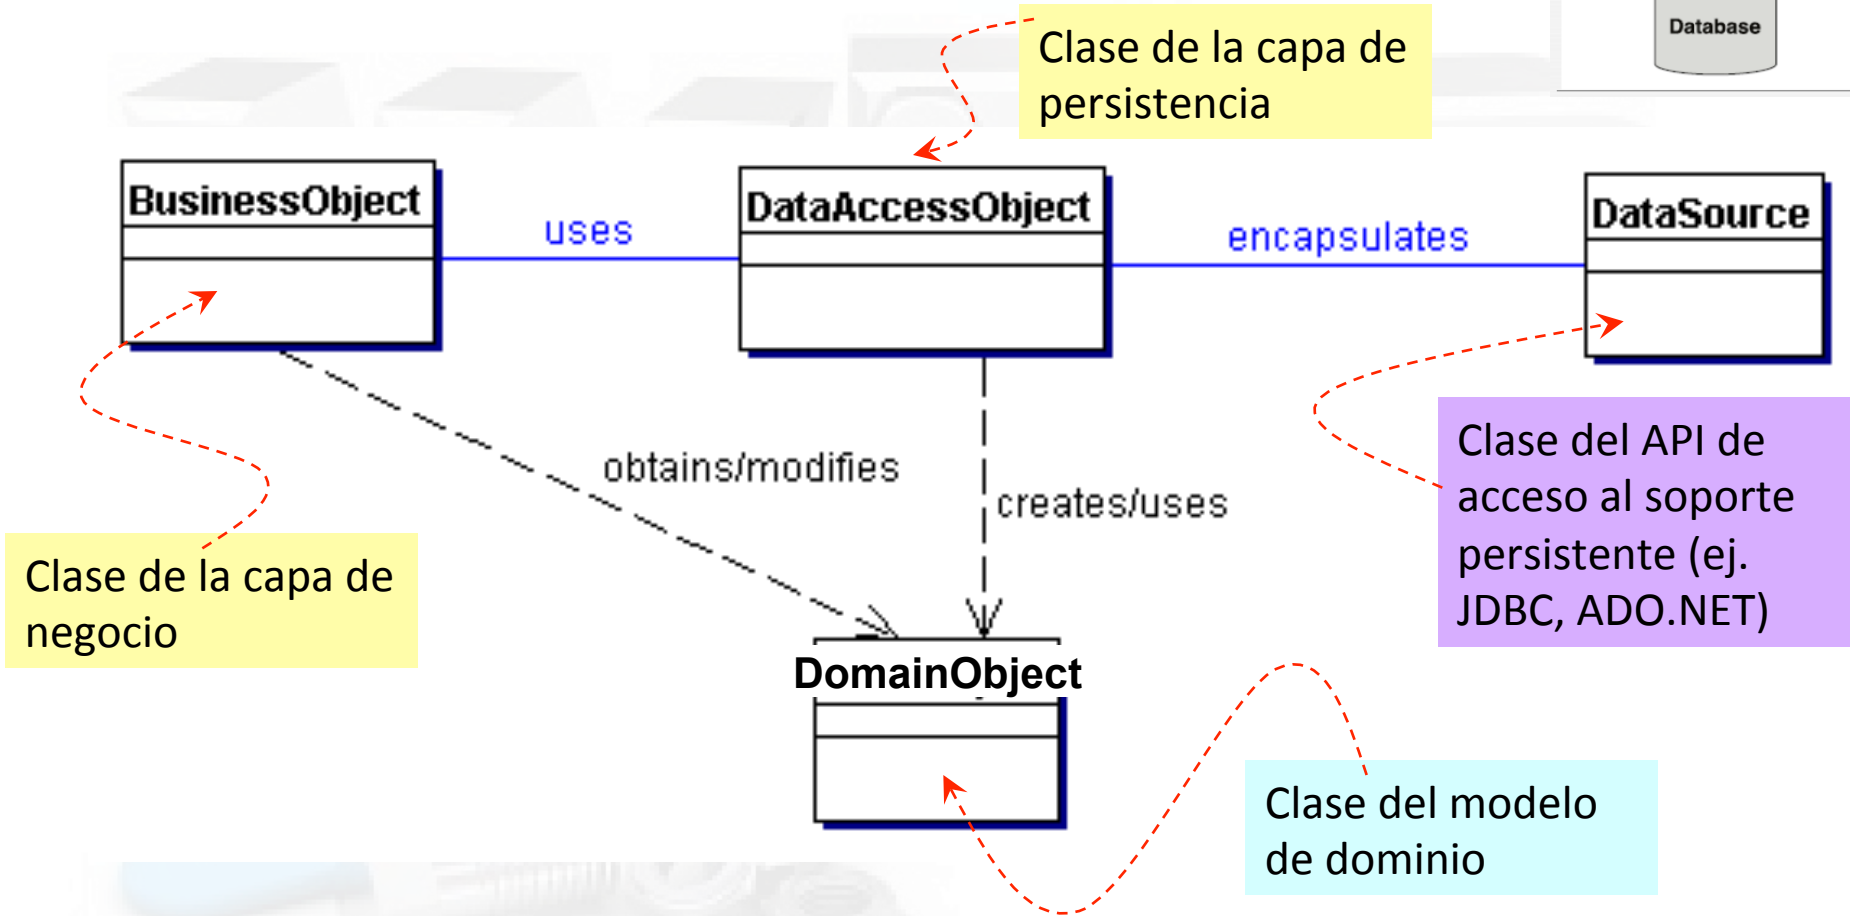 Database
Clase de la capa de
persistencia
BusinessObject
uses
DataAccessObject
encapsulates
DataSource
obtains/modifies
creates/uses
Clase del API de
acceso al soporte
persistente (ej.
JDBC, ADO.NET)
Clase de la capa de
negocio
DomainObject
Clase del modelo
de dominio